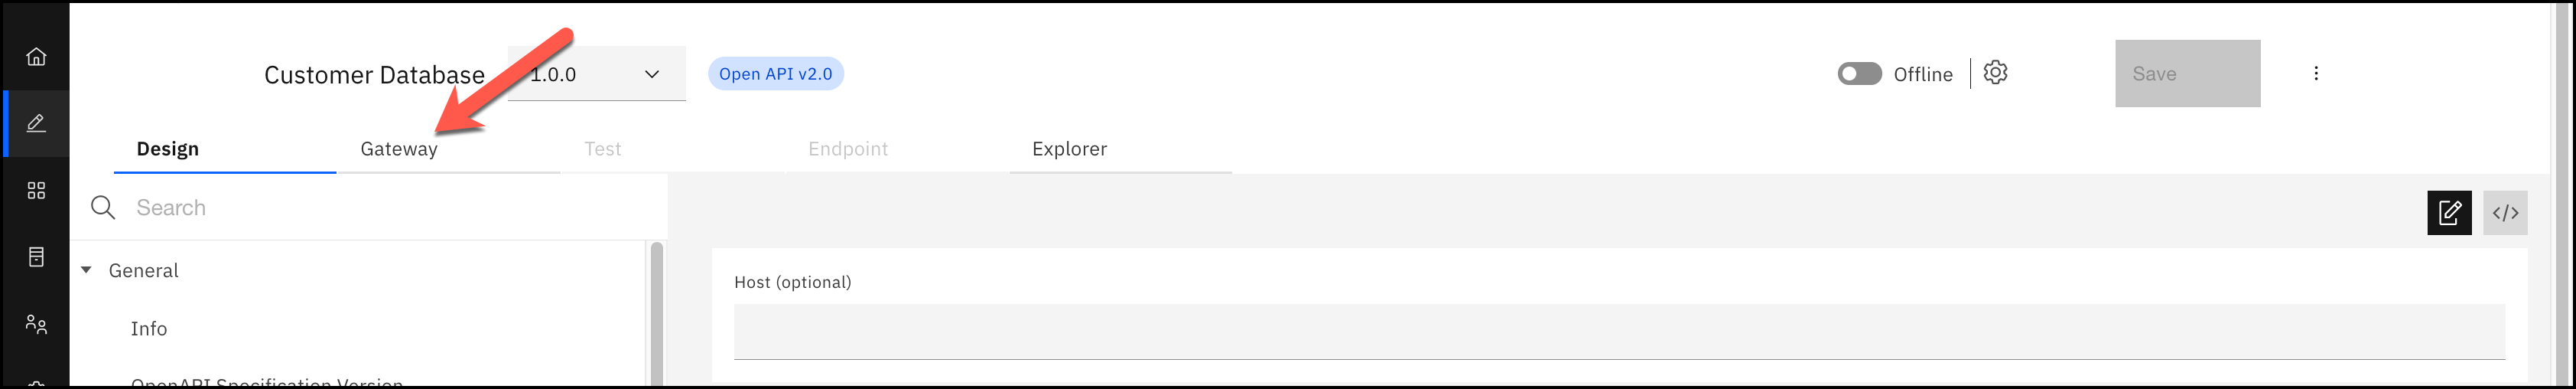 Customer Database
1.0.0
Open API v2.0
Offline
Save
Design
Gateway
Test
Endpoint
Explorer
Search
General
Host (optional)
Info
OpenAPI Specification Version